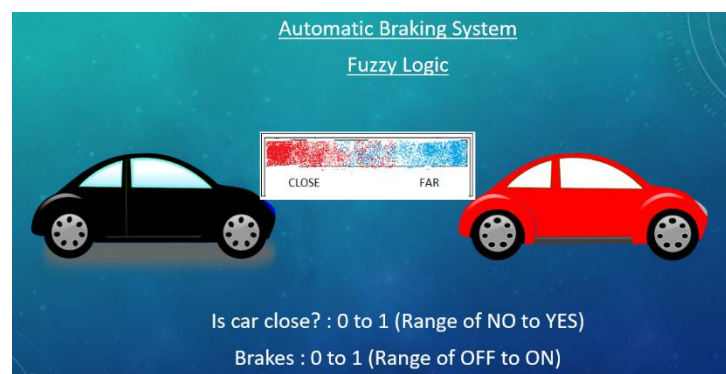 Automatic Braking System
Fuzzy Logic
CLOSE FAR
Is car close? : 0 to 1 (Range of NO to YES)
Brakes : 0 to 1 (Range of OFF to ON)